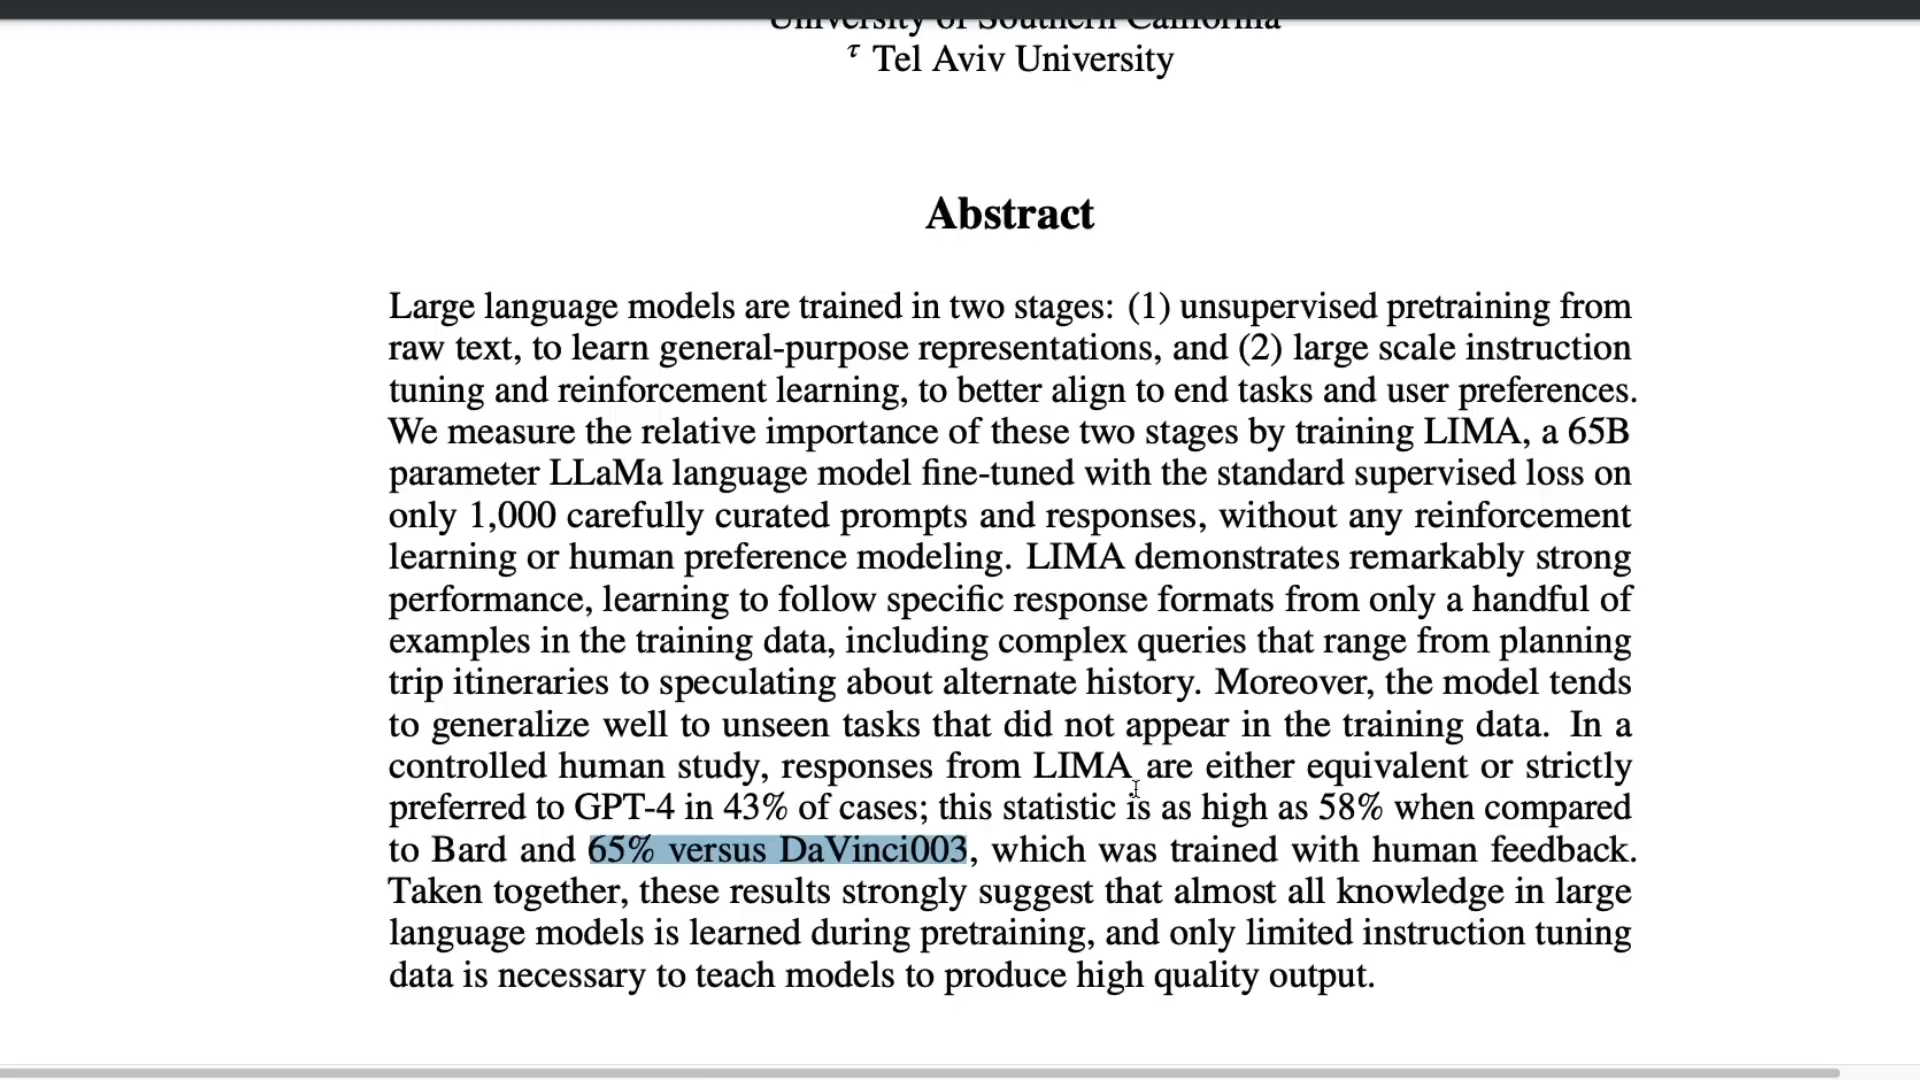 University of Southern California
τ Tel Aviv University
Abstract
Large language models are trained in two stages: (1) unsupervised pretraining from
raw text, to learn general-purpose representations, and (2) large scale instruction
tuning and reinforcement learning, to better align to end tasks and user preferences.
We measure the relative importance of these two stages by training LIMA, a 65B
parameter LLaMa language model fine-tuned with the standard supervised loss on
only 1,000 carefully curated prompts and responses, without any reinforcement
learning or human preference modeling. LIMA demonstrates remarkably strong
performance, learning to follow specific response formats from only a handful of
examples in the training data, including complex queries that range from planning
trip itineraries to speculating about alternate history. Moreover, the model tends
to generalize well to unseen tasks that did not appear in the training data. In a
controlled human study, responses from LIMA are either equivalent or strictly
preferred to GPT-4 in 43% of cases; this statistic is as high as 58% when compared
to Bard and 65% versus DaVinci003, which was trained with human feedback.
Taken together, these results strongly suggest that almost all knowledge in large
language models is learned during pretraining, and only limited instruction tuning
data is necessary to teach models to produce high quality output.